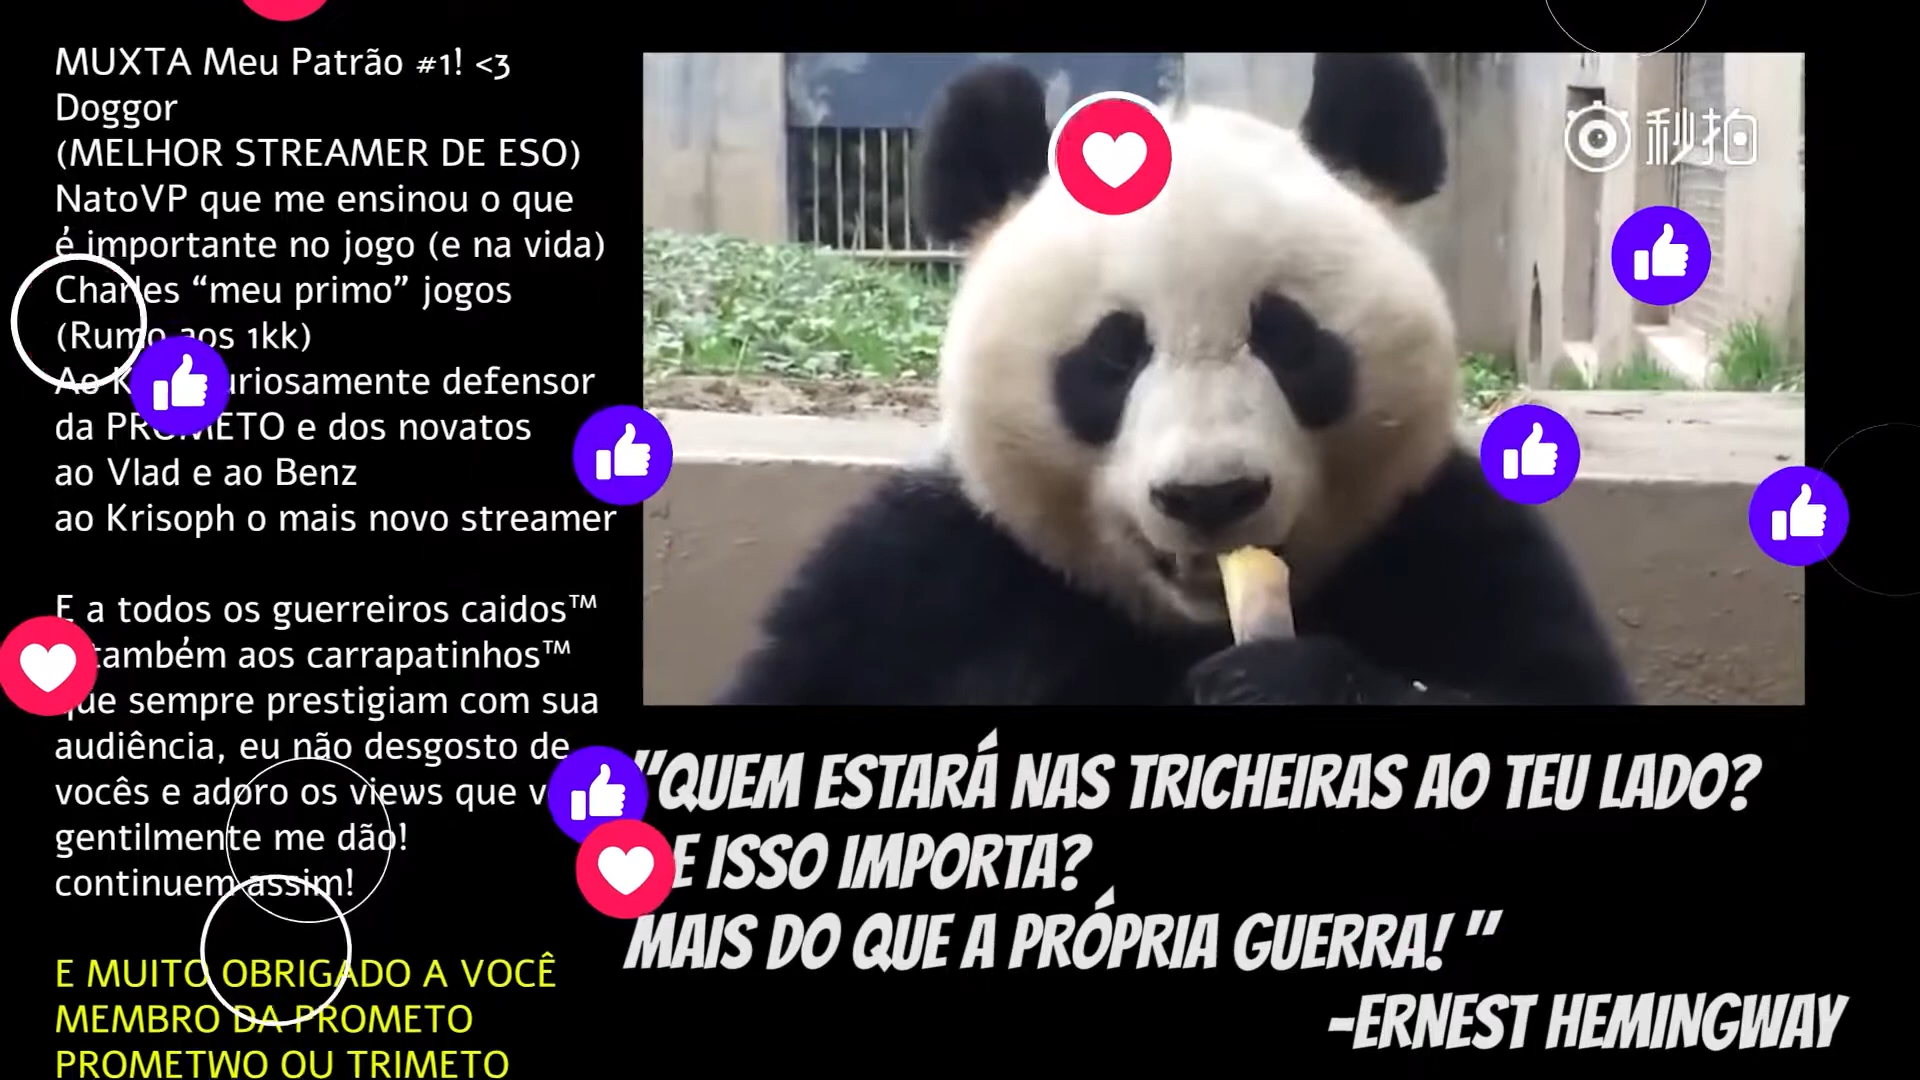 MUXTA Meu Patrão #1! <3
Doggor
(MELHOR STREAMER DE ESO)
NatoVP que me ensinou o que
é importante no jogo (e na vida)
Charles “meu primo” jogos
(Rumo aos 1kk)
Ao defensor
da PROMETO e dos novatos
ao Vlad e ao Benz
ao Krisoph o mais novo streamer
E a todos os guerreiros caidos™
também aos carrapatinhos™
que sempre prestigiam com sua
audiência, eu não desgosto de
vocês e adoro os views que
gentilmente me dão!
continuem assim!
E MUITO OBRIGADO A VOCÊ
MEMBRO DA PROMETO
PROMETWO OU TRIMETO
秒拍
"QUEM ESTARÁ NAS TRICHEIRAS AO TEU LADO?
E ISSO IMPORTA?
MAIS DO QUE A PRÓPRIA GUERRA! "
-ERNEST HEMINGWAY